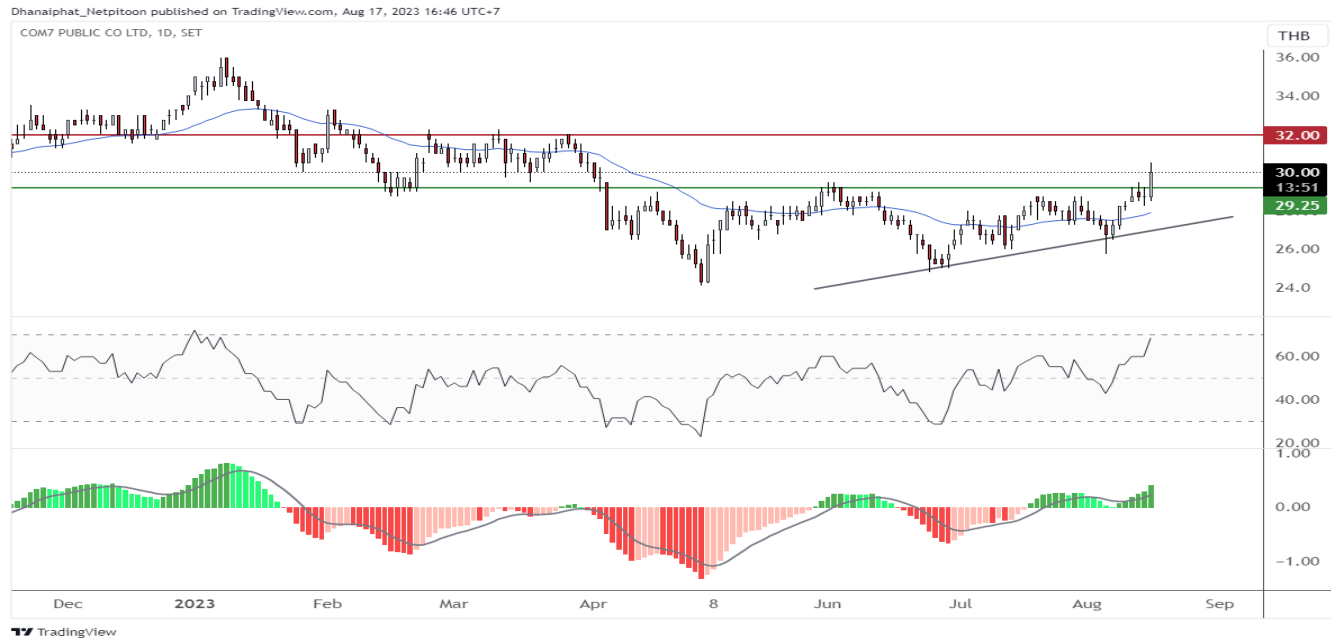 Dhanaiphat_Netpitoon published on TradingView.com, Aug 17, 2023 16:46 UTC+7
COM7 PUBLIC CO LTD, 1D, SET
THB
36.00
34.00
32.00
30.00
13:51
29.25
26.00
24.0
60.00
40.00
20.00
1.00
0.00
−1.00
Dec 2023 Feb Mar Apr 8 Jun Jul Aug Sep
TradingView